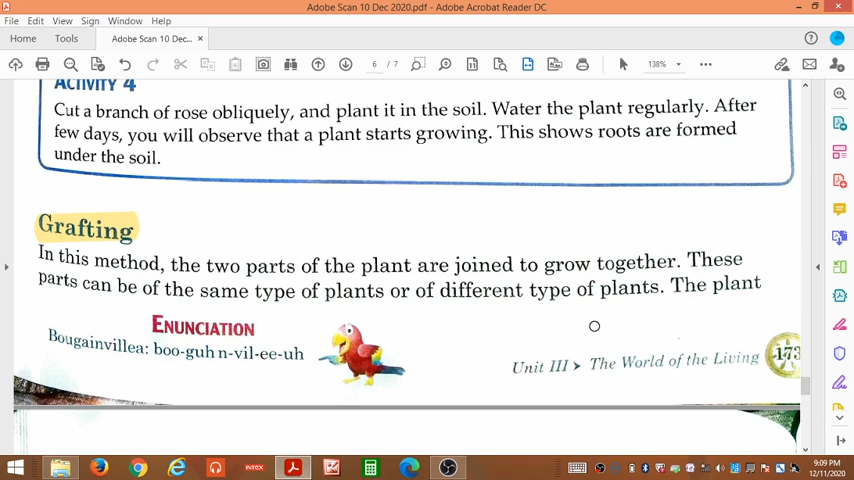 Adobe Scan 10 Dec 2020.pdf - Adobe Acrobat Reader DC
File Edit View Sign Window Help
Home Tools Adobe Scan 10 Dec... ×
6 / 7 138%
ACTIVITY 4
Cut a branch of rose obliquely, and plant it in the soil. Water the plant regularly. After
few days, you will observe that a plant starts growing. This shows roots are formed
under the soil.
Grafting
In this method, the two parts of the plant are joined to grow together. These
parts can be of the same type of plants or of different type of plants. The plant
ENUNCIATION
Bougainvillea: boo-guh n-vil-ee-uh
Unit III > The World of the Living 173
INTEX
9:09 PM
12/11/2020